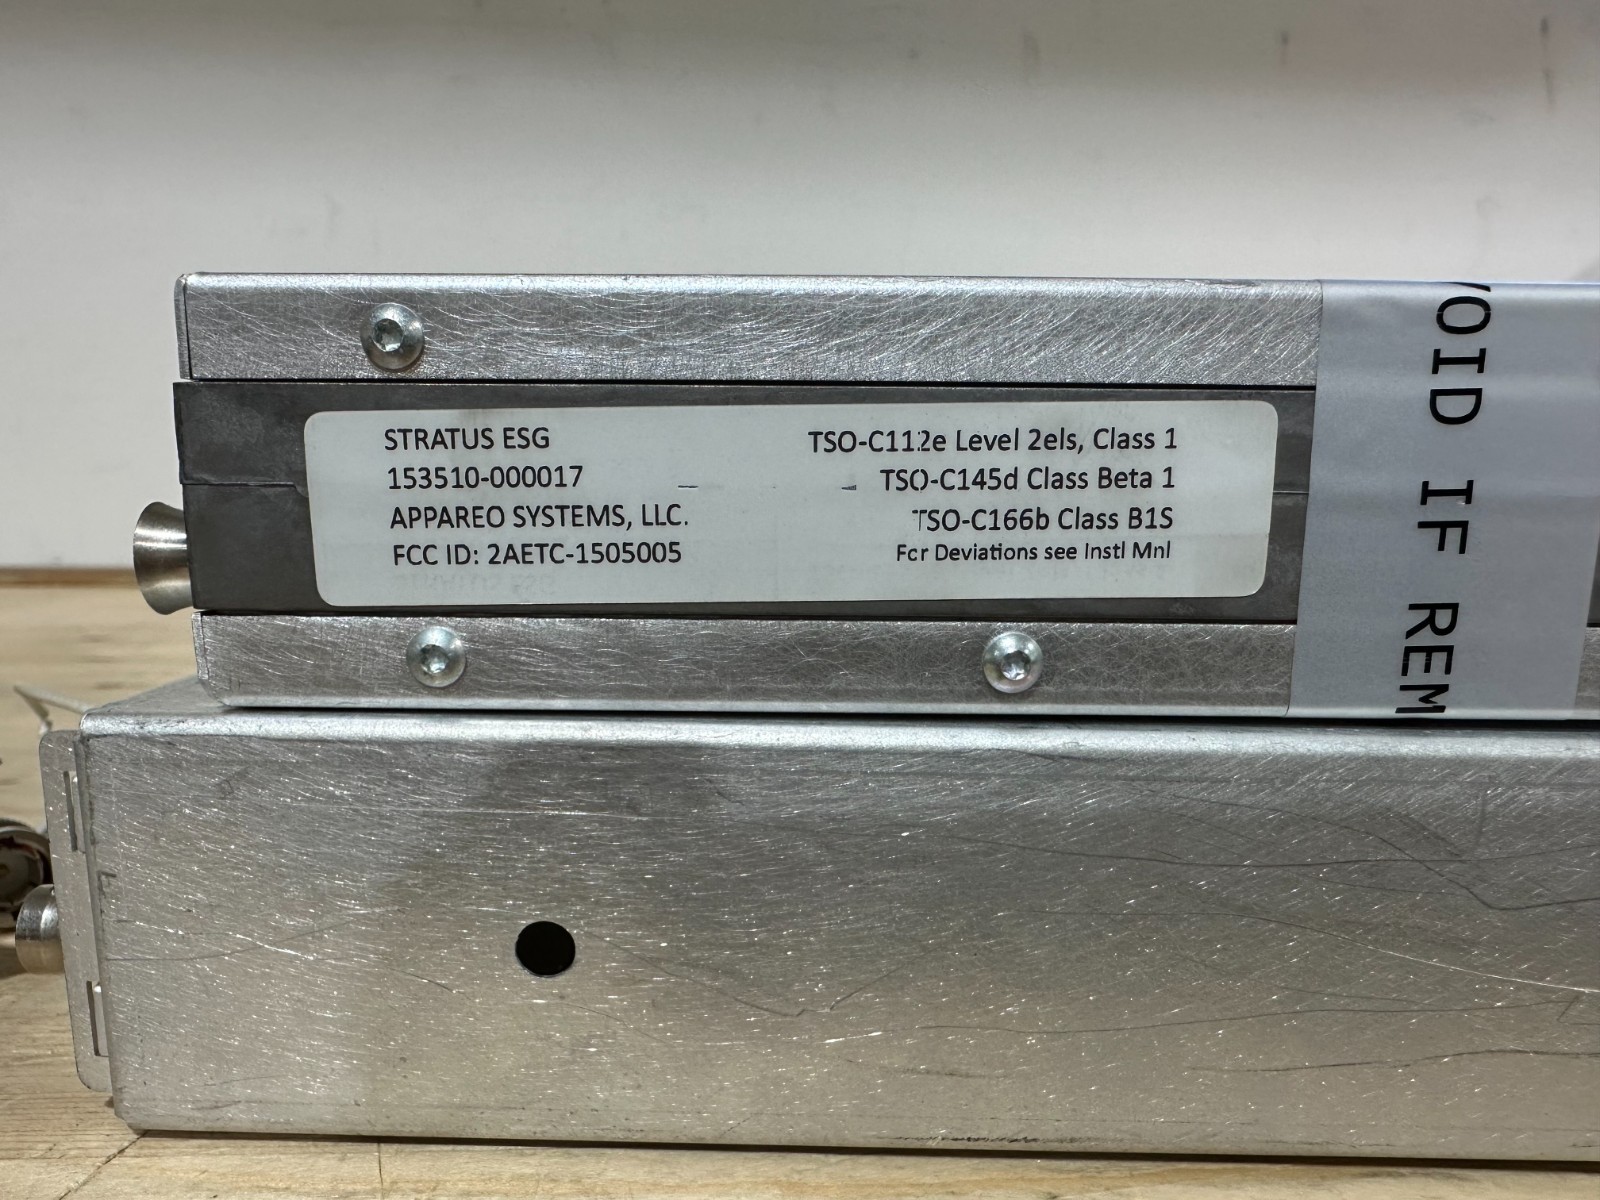 STRATUS ESG
153510-000017
APPAREO SYSTEMS, LLC.
FCC ID: 2AETC-1505005
TSO-C112e Level 2els, Class 1
TSO-C145d Class Beta 1
TSO-C166b Class B1S
For Deviations see Instl Mnl
VOID IF REM